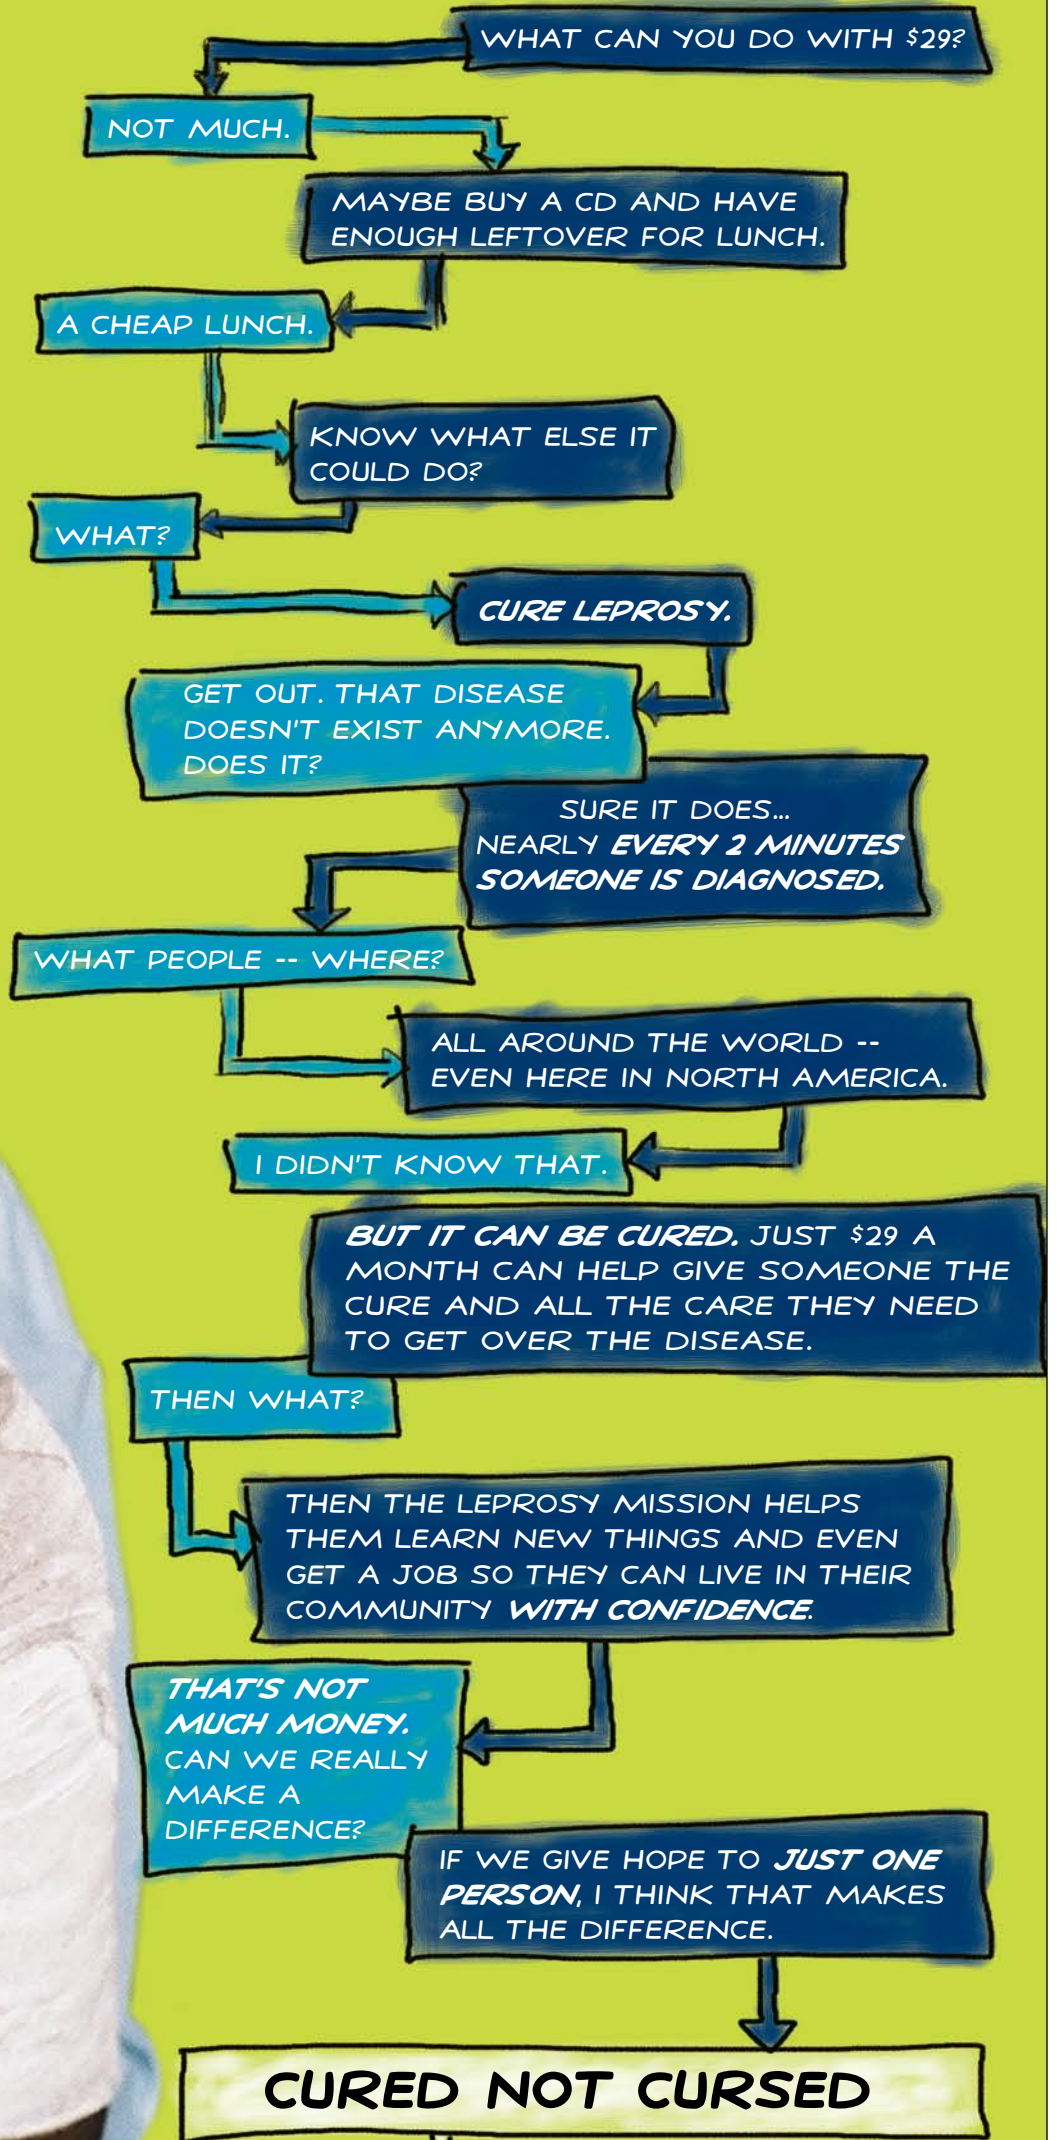 WHAT CAN YOU DO WITH $29?
NOT MUCH.
MAYBE BUY A CD AND HAVE
ENOUGH LEFTOVER FOR LUNCH.
A CHEAP LUNCH.
KNOW WHAT ELSE IT
COULD DO?
WHAT?
CURE LEPROSY.
GET OUT. THAT DISEASE
DOESN'T EXIST ANYMORE.
DOES IT?
SURE IT DOES...
NEARLY EVERY 2 MINUTES
SOMEONE IS DIAGNOSED.
WHAT PEOPLE -- WHERE?
ALL AROUND THE WORLD --
EVEN HERE IN NORTH AMERICA.
I DIDN'T KNOW THAT.
BUT IT CAN BE CURED. JUST $29 A
MONTH CAN HELP GIVE SOMEONE THE
CURE AND ALL THE CARE THEY NEED
TO GET OVER THE DISEASE.
THEN WHAT?
THEN THE LEPROSY MISSION HELPS
THEM LEARN NEW THINGS AND EVEN
GET A JOB SO THEY CAN LIVE IN THEIR
COMMUNITY WITH CONFIDENCE.
THAT'S NOT
MUCH MONEY.
CAN WE REALLY
MAKE A
DIFFERENCE?
IF WE GIVE HOPE TO JUST ONE
PERSON, I THINK THAT MAKES
ALL THE DIFFERENCE.
CURED NOT CURSED